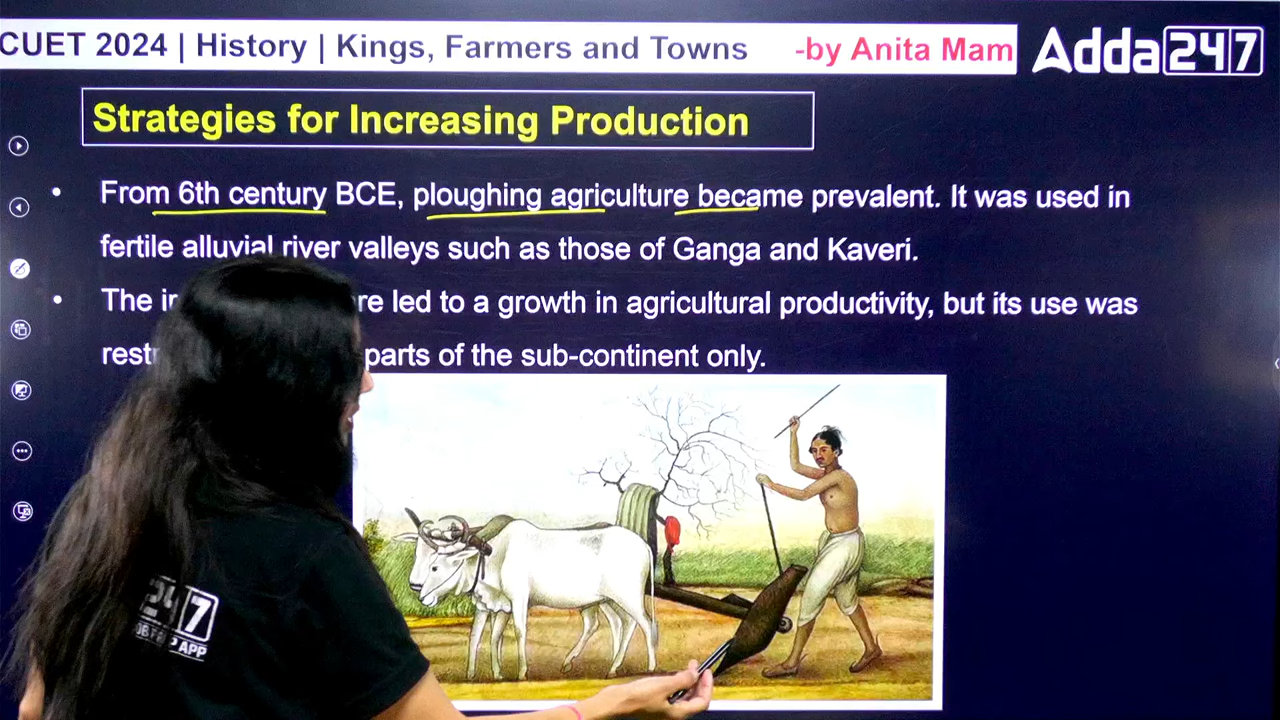 CUET 2024 | History | Kings, Farmers and Towns -by Anita Mam
Adda247
Strategies for Increasing Production
• From 6th century BCE, ploughing agriculture became prevalent. It was used in
fertile alluvial river valleys such as those of Ganga and Kaveri.
• The led to a growth in agricultural productivity, but its use was
parts of the sub-continent only.
247
APP